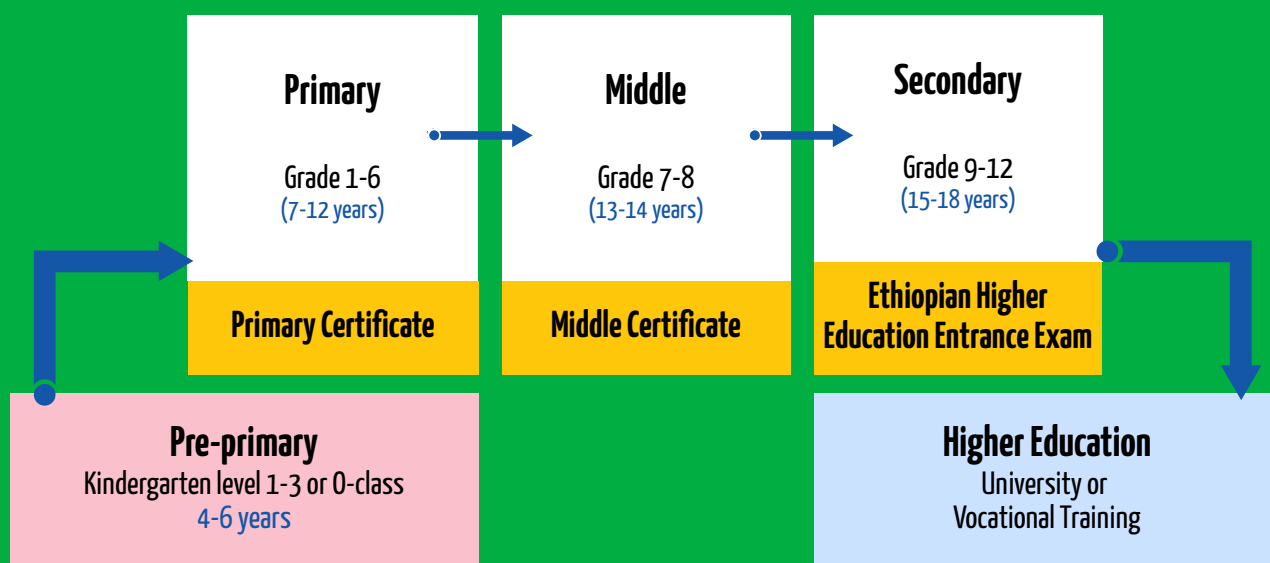 Primary
Grade 1-6
(7-12 years)
Primary Certificate
Middle
Grade 7-8
(13-14 years)
Middle Certificate
Secondary
Grade 9-12
(15-18 years)
Ethiopian Higher
Education Entrance Exam
Pre-primary
Kindergarten level 1-3 or 0-class
4-6 years
Higher Education
University or
Vocational Training